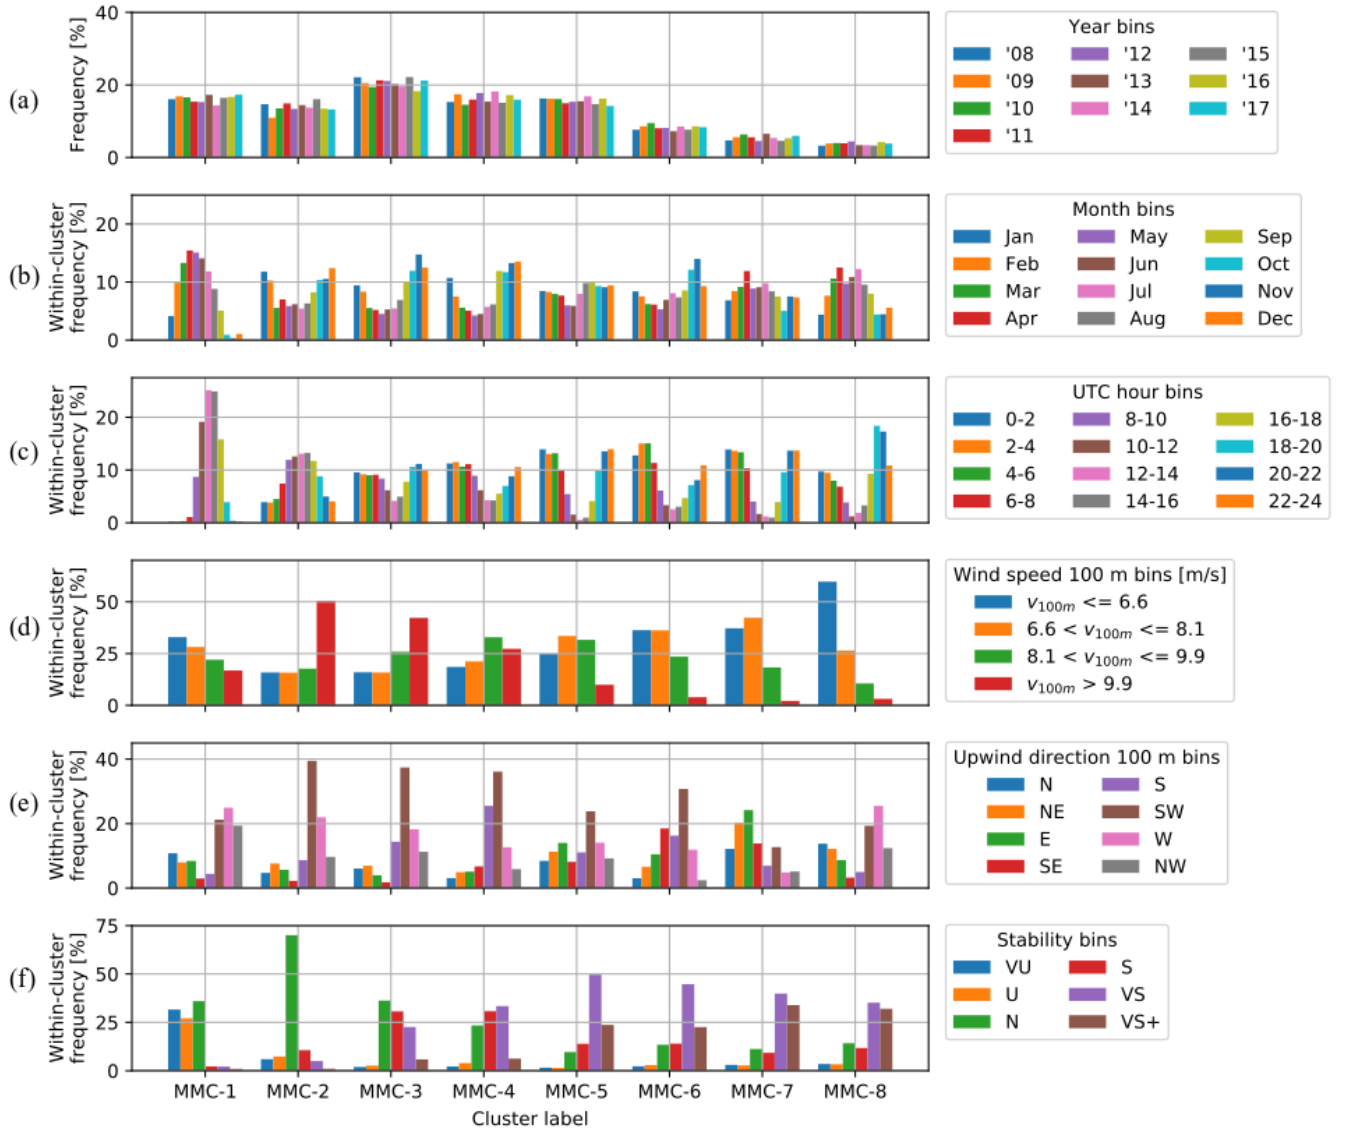 (a)
Frequency [%]
40
20
0
Year bins
'08
'09
'10
'11
'12
'13
'14
'15
'16
'17
(b)
Within-cluster
frequency [%]
20
10
0
Month bins
Jan
Feb
Mar
Apr
May
Jun
Jul
Aug
Sep
Oct
Nov
Dec
(c)
Within-cluster
frequency [%]
20
10
0
UTC hour bins
0-2
2-4
4-6
6-8
8-10
10-12
12-14
14-16
16-18
18-20
20-22
22-24
(d)
Within-cluster
frequency [%]
50
25
0
Wind speed 100 m bins [m/s]
v100m <= 6.6
6.6 < v100m <= 8.1
8.1 < v100m <= 9.9
v100m > 9.9
(e)
Within-cluster
frequency [%]
40
20
0
Upwind direction 100 m bins
N
NE
E
SE
S
SW
W
NW
(f)
Within-cluster
frequency [%]
75
50
25
0
Stability bins
VU
U
N
S
VS
VS+
MMC-1 MMC-2 MMC-3 MMC-4 MMC-5 MMC-6 MMC-7 MMC-8
Cluster label